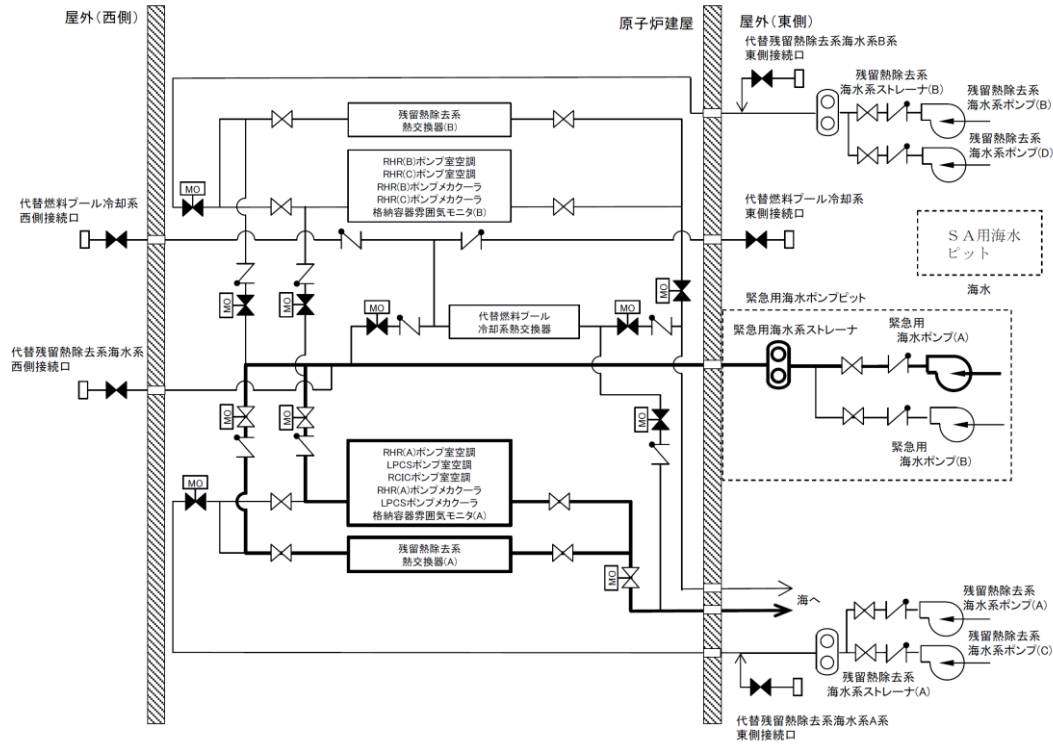 屋外(西側)
原子炉建屋
屋外(東側)
代替残留熱除去系海水系B系
東側接続口
残留熱除去系
海水系ストレーナ(B)
残留熱除去系
海水系ポンプ(B)
残留熱除去系
海水系ポンプ(D)
残留熱除去系
熱交換器(B)
RHR(B)ポンプ室空調
RHR(C)ポンプ室空調
RHR(B)ポンプメカクーラ
RHR(C)ポンプメカクーラ
格納容器雰囲気モニタ(B)
MO
代替燃料プール冷却系
西側接続口
代替燃料プール冷却系
東側接続口
SA用海水
ピット
海水
MO
MO
MO
MO
MO
代替燃料プール
冷却系熱交換器
緊急用海水ポンプピット
緊急用海水系ストレーナ
緊急用
海水ポンプ(A)
代替残留熱除去系海水系
西側接続口
MO
MO
MO
緊急用
海水ポンプ(B)
RHR(A)ポンプ室空調
LPCSポンプ室空調
RCICポンプ室空調
RHR(A)ポンプメカクーラ
LPCSポンプメカクーラ
格納容器雰囲気モニタ(A)
MO
残留熱除去系
熱交換器(A)
MO
海へ
残留熱除去系
海水系ポンプ(A)
残留熱除去系
海水系ポンプ(C)
残留熱除去系
海水系ストレーナ(A)
代替残留熱除去系海水系A系
東側接続口